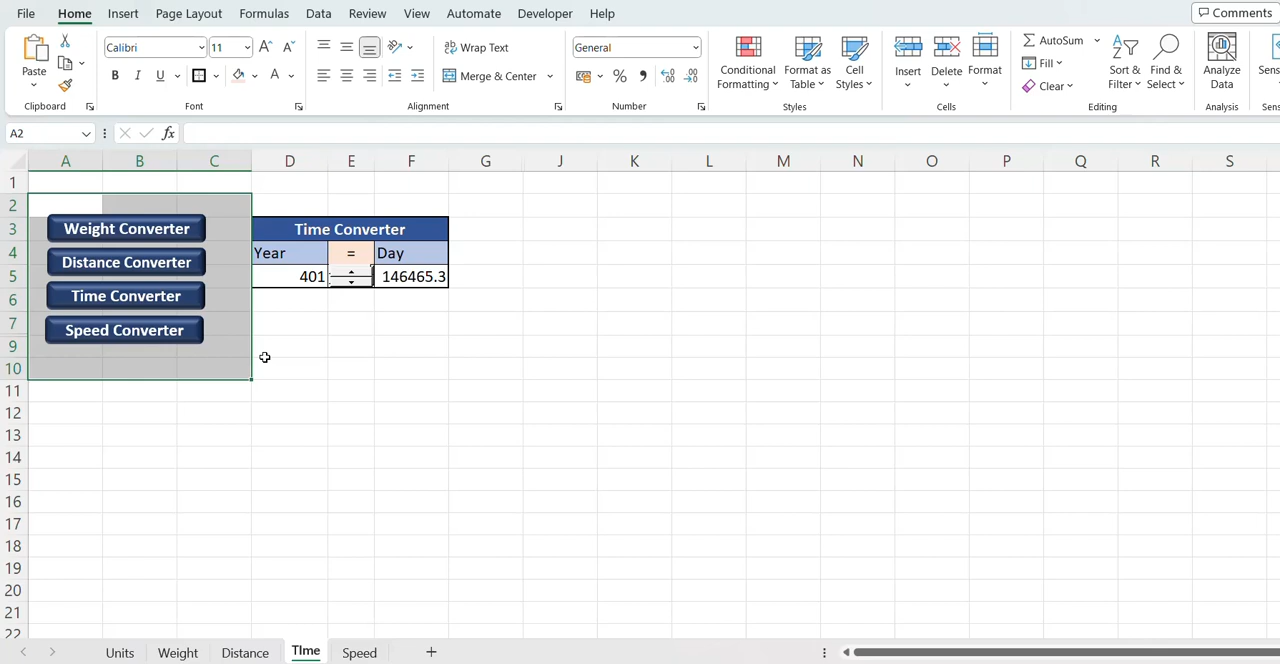 File Home Insert Page Layout Formulas Data Review View Automate Developer Help Comments
Paste Calibri 11 A A Wrap Text General Conditional Formatting Format as Table Cell Styles Insert Delete Format AutoSum Sort & Filter Find & Select Analyze Data
B I U A Merge & Center % Fill
Clear
Clipboard Font Alignment Number Styles Cells Editing Analysis
A2 fx
A B C D E F G H I J K L M N O P Q R S
1
2
3 Weight Converter Time Converter
4 Distance Converter Year = Day
5 401 146465.3
6 Time Converter
7 Speed Converter
9
10
11
12
13
14
15
16
17
18
19
20
21
22
Units Weight Distance TIme Speed +